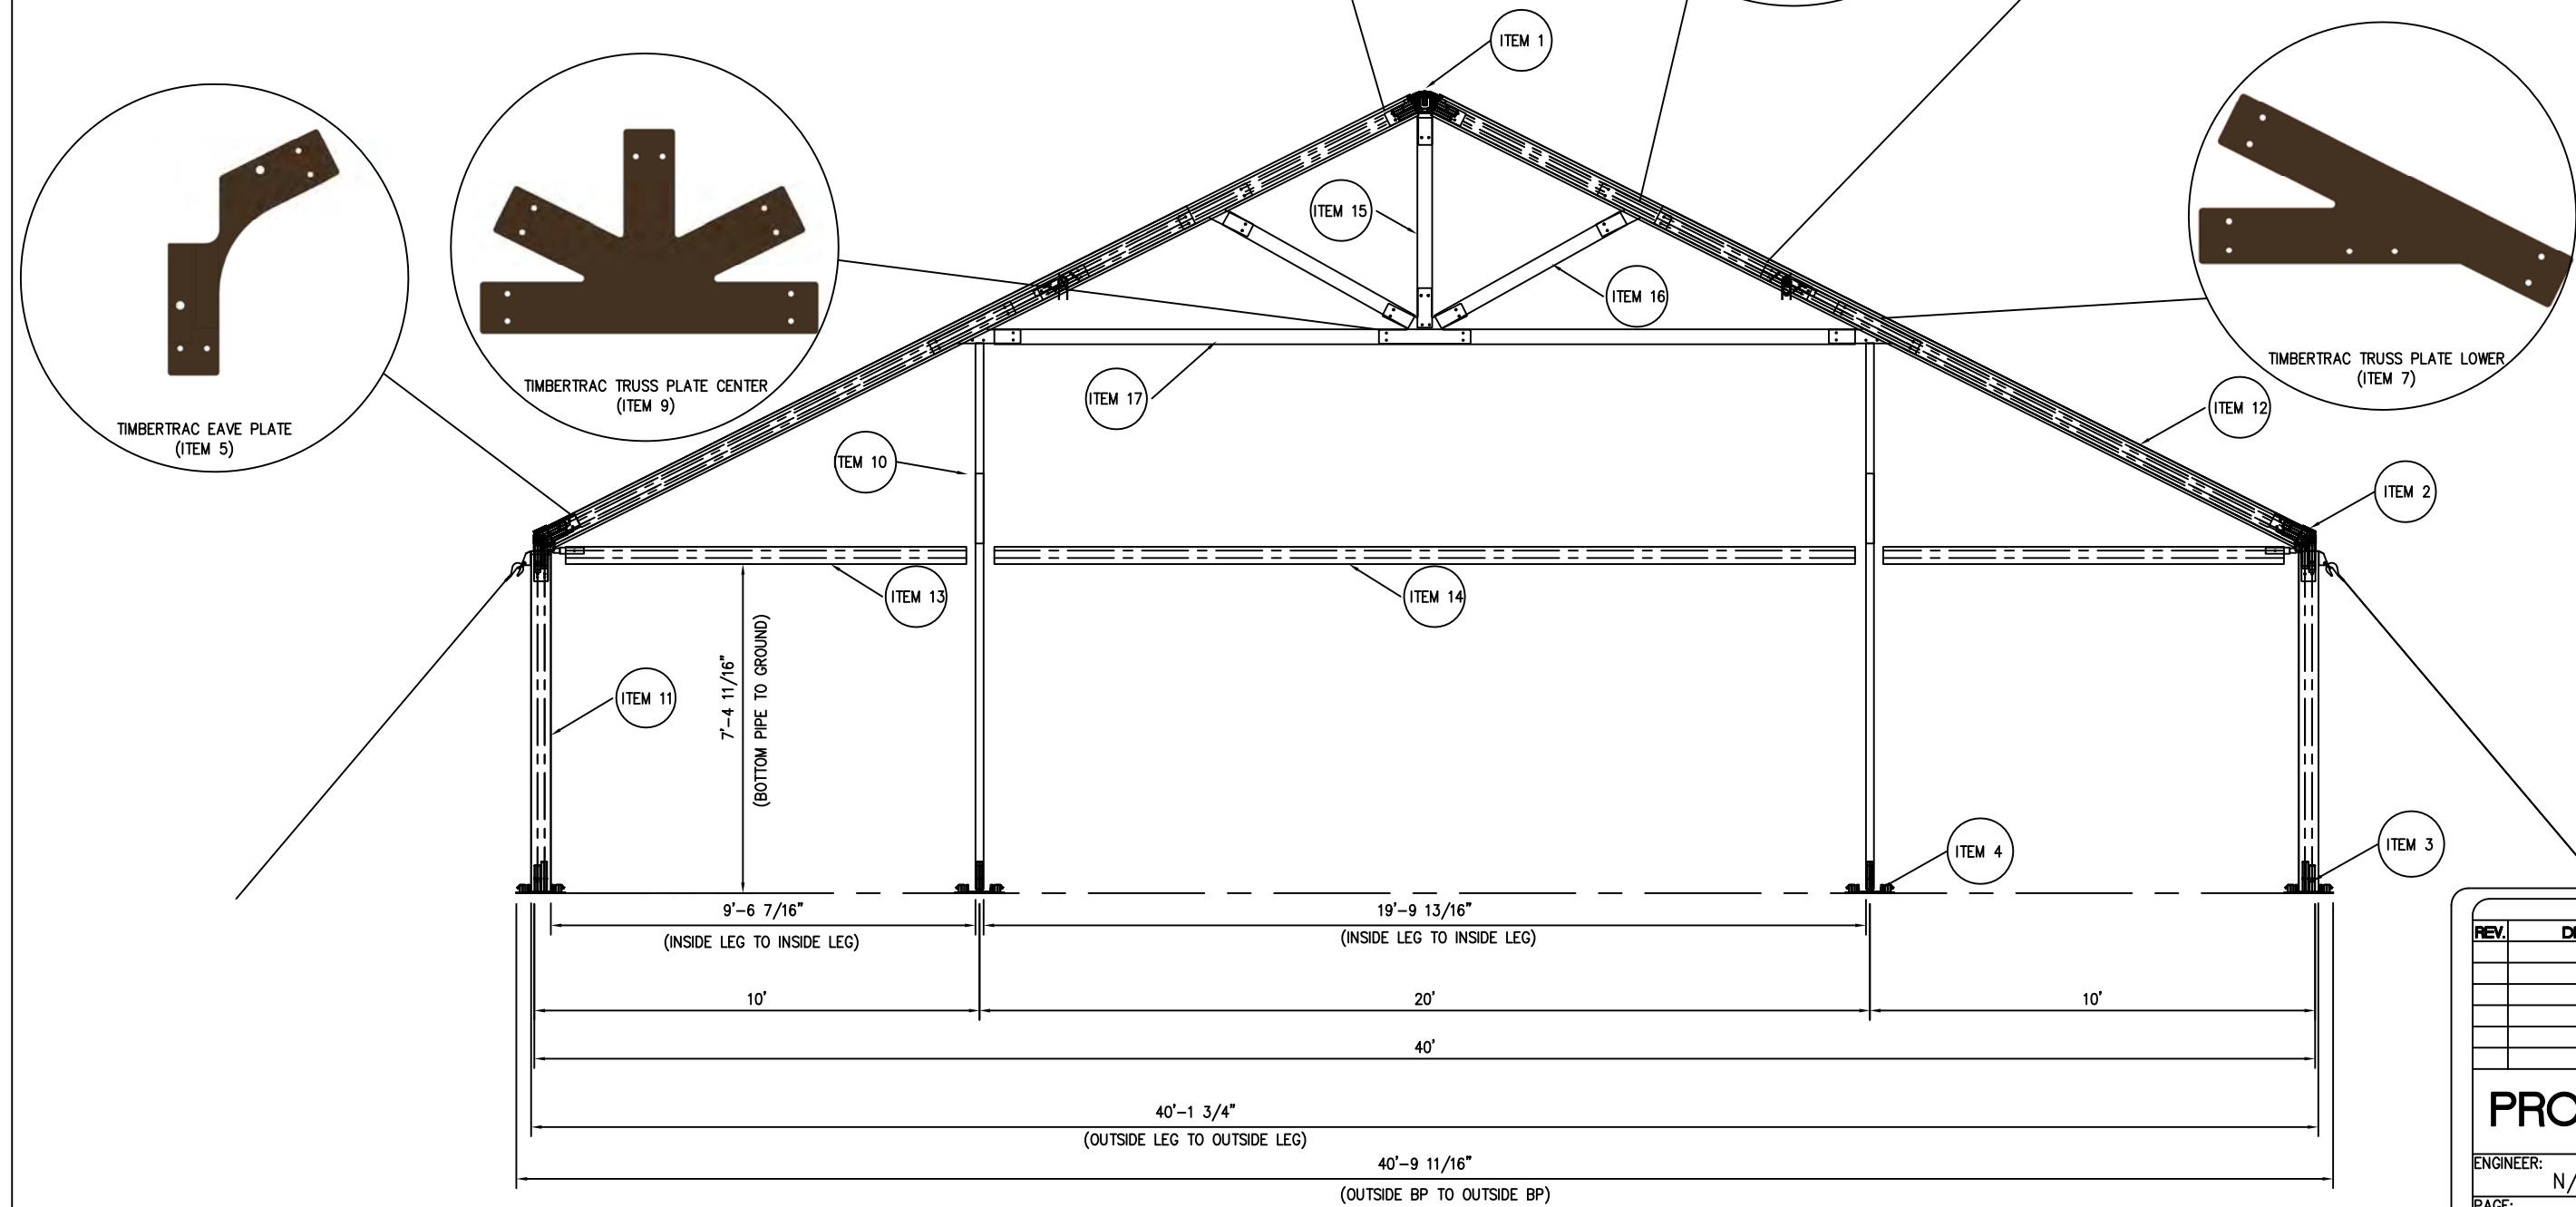 ITEM 1
TIMBERTRAC EAVE PLATE
(ITEM 5)
TIMBERTRAC TRUSS PLATE CENTER
(ITEM 9)
ITEM 15
ITEM 16
TIMBERTRAC TRUSS PLATE LOWER
(ITEM 7)
ITEM 17
ITEM 12
ITEM 10
ITEM 2
ITEM 13
ITEM 14
ITEM 11
7'-4 11/16"
(BOTTOM PIPE TO GROUND)
ITEM 4
ITEM 3
9'-6 7/16"
(INSIDE LEG TO INSIDE LEG)
19'-9 13/16"
(INSIDE LEG TO INSIDE LEG)
10'
20'
10'
40'
40'-1 3/4"
(OUTSIDE LEG TO OUTSIDE LEG)
40'-9 11/16"
(OUTSIDE BP TO OUTSIDE BP)
REV.
PRO
ENGINEER:
N/
PAGE: